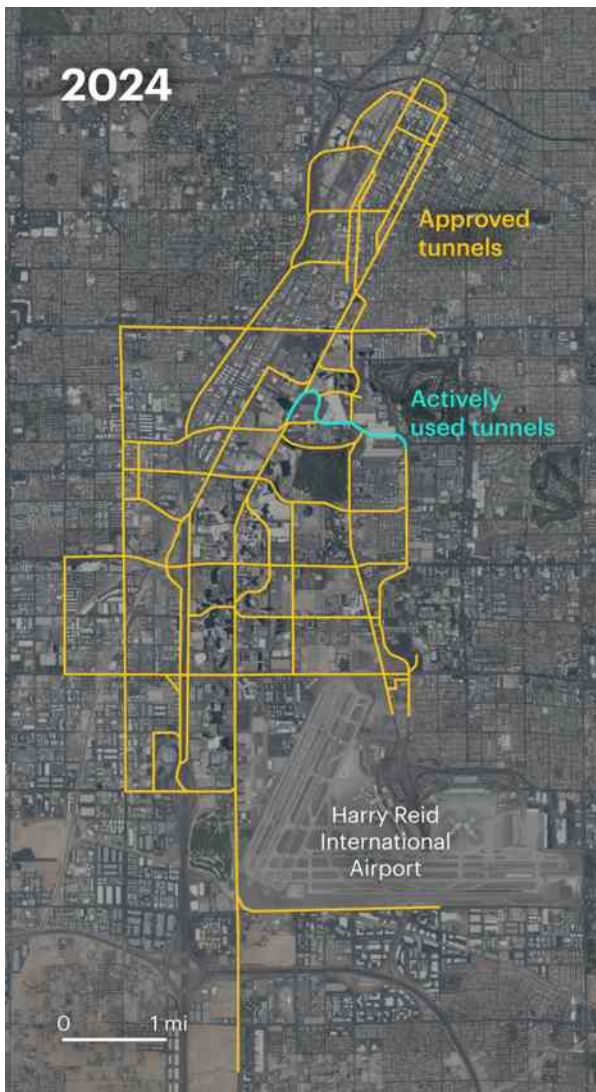 2024
Approved
tunnels
Actively
used tunnels
Harry Reid
International
Airport
0 1 mi